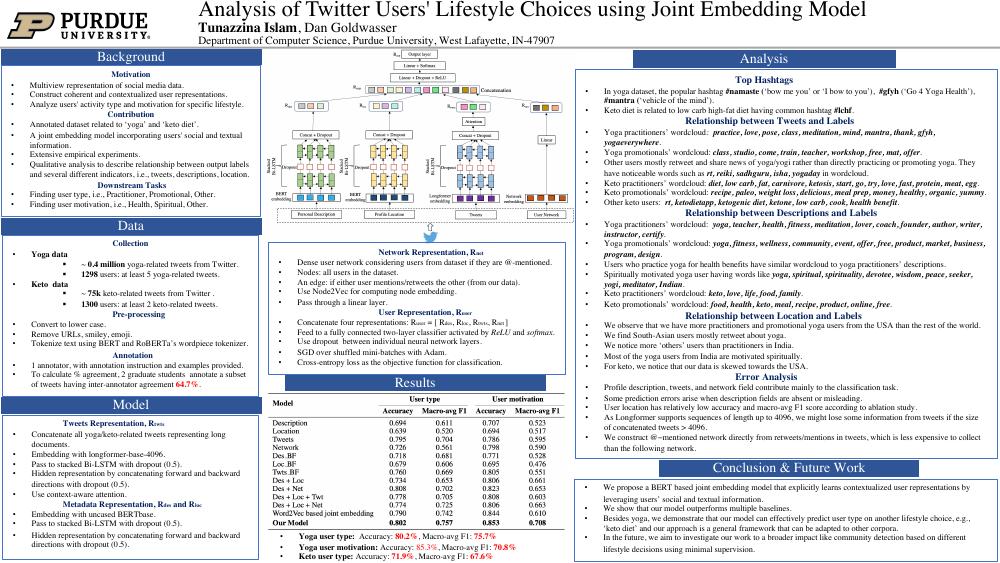 PURDUE
UNIVERSITY®
Analysis of Twitter Users' Lifestyle Choices using Joint Embedding Model
Tunazzina Islam, Dan Goldwasser
Department of Computer Science, Purdue University, West Lafayette, IN-47907
Background
Motivation
• Multiview representation of social media data.
• Construct coherent and contextualized user representations.
• Analyze users' activity type and motivation for specific lifestyle.
Contribution
• Annotated dataset related to 'yoga' and 'keto diet'.
• A joint embedding model incorporating users' social and textual
information.
• Extensive empirical experiments.
• Qualitative analysis to describe relationship between output labels
and several different indicators, i.e., tweets, descriptions, location.
Downstream Tasks
• Finding user type, i.e., Practitioner, Promotional, Other.
• Finding user motivation, i.e., Health, Spiritual, Other.
Data
Collection
• Yoga data
▪ ~ 0.4 million yoga-related tweets from Twitter.
▪ 1298 users: at least 5 yoga-related tweets.
• Keto data
▪ ~ 75k keto-related tweets from Twitter .
▪ 1300 users: at least 2 keto-related tweets.
Pre-processing
• Convert to lower case.
• Remove URLs, smiley, emoji.
• Tokenize text using BERT and RoBERTa's wordpiece tokenizer.
Annotation
• 1 annotator, with annotation instruction and examples provided.
• To calculate % agreement, 2 graduate students annotate a subset
of tweets having inter-annotator agreement 64.7%.
Model
Tweets Representation, Rtwts
• Concatenate all yoga/keto-related tweets representing long
documents.
• Embedding with longformer-base-4096.
• Pass to stacked Bi-LSTM with dropout (0.5).
• Hidden representation by concatenating forward and backward
directions with dropout (0.5).
• Use context-aware attention.
Metadata Representation, Rdes and Rloc
• Embedding with uncased BERTbase.
• Pass to stacked Bi-LSTM with dropout (0.5).
• Hidden representation by concatenating forward and backward
directions with dropout (0.5).
Output layer
Linear + Softmax
Linear + Dropout + ReLU
Concatenation
Attention
Linear
Concat + Dropout
Concat + Dropout
Concat + Dropout
Stacked Bi-LSTM
Dropout
Stacked Bi-LSTM
Dropout
Stacked Bi-LSTM
Dropout
BERT embedding
BERT embedding
Longformer embedding
Network embedding
Personal Description
Profile Location
Tweets
User Network
Network Representation, Rnet
• Dense user network considering users from dataset if they are @-mentioned.
• Nodes: all users in the dataset.
• An edge: if either user mentions/retweets the other (from our data).
• Use Node2Vec for computing node embedding.
• Pass through a linear layer.
User Representation, Ruser
• Concatenate four representations: Ruser = [ Rdes, Rloc, Rtwts, Rnet ]
• Feed to a fully connected two-layer classifier activated by ReLU and softmax.
• Use dropout between individual neural network layers.
• SGD over shuffled mini-batches with Adam.
• Cross-entropy loss as the objective function for classification.
Results
Model User type User motivation
Accuracy Macro-avg F1 Accuracy Macro-avg F1
Description 0.694 0.611 0.707 0.523
Location 0.639 0.520 0.694 0.517
Tweets 0.795 0.704 0.786 0.595
Network 0.726 0.561 0.798 0.590
Des_BF 0.718 0.681 0.771 0.528
Loc_BF 0.679 0.606 0.695 0.476
Twts_BF 0.760 0.669 0.805 0.551
Des + Loc 0.734 0.653 0.806 0.661
Des + Net 0.808 0.702 0.823 0.653
Des + Loc + Twt 0.778 0.705 0.808 0.603
Des + Loc + Net 0.774 0.725 0.806 0.663
Word2Vec based joint embedding 0.790 0.742 0.844 0.610
Our Model 0.802 0.757 0.853 0.708
• Yoga user type: Accuracy: 80.2%, Macro-avg F1: 75.7%
• Yoga user motivation: Accuracy: 85.3%, Macro-avg F1: 70.8%
• Keto user type: Accuracy: 71.9%, Macro-avg F1: 67.6%
Analysis
Top Hashtags
• In yoga dataset, the popular hashtag #namaste ('bow me you' or 'I bow to you'), #gfyh ('Go 4 Yoga Health'),
#mantra ('vehicle of the mind').
• Keto diet is related to low carb high-fat diet having common hashtag #lchf.
Relationship between Tweets and Labels
• Yoga practitioners' wordcloud: practice, love, pose, class, meditation, mind, mantra, thank, gfyh,
yogaeverywhere.
• Yoga promotionals' wordcloud: class, studio, come, train, teacher, workshop, free, mat, offer.
• Other users mostly retweet and share news of yoga/yogi rather than directly practicing or promoting yoga. They
have noticeable words such as rt, reiki, sadhguru, isha, yogaday in wordcloud.
• Keto practitioners' wordcloud: diet, low carb, fat, carnivore, ketosis, start, go, try, love, fast, protein, meat, egg.
• Keto promotionals' wordcloud: recipe, paleo, weight loss, delicious, meal prep, money, healthy, organic, yummy.
• Other keto users: rt, ketodietapp, ketogenic diet, ketone, low carb, cook, health benefit.
Relationship between Descriptions and Labels
• Yoga practitioners' wordcloud: yoga, teacher, health, fitness, meditation, lover, coach, founder, author, writer,
instructor, certify.
• Yoga promotionals' wordcloud: yoga, fitness, wellness, community, event, offer, free, product, market, business,
program, design.
• Users who practice yoga for health benefits have similar wordcloud to yoga practitioners' descriptions.
• Spiritually motivated yoga user having words like yoga, spiritual, spirituality, devotee, wisdom, peace, seeker,
yogi, meditator, Indian.
• Keto practitioners' wordcloud: keto, love, life, food, family.
• Keto promotionals' wordcloud: food, health, keto, meal, recipe, product, online, free.
Relationship between Location and Labels
• We observe that we have more practitioners and promotional yoga users from the USA than the rest of the world.
• We find South-Asian users mostly retweet about yoga.
• We notice more 'others' users than practitioners in India.
• Most of the yoga users from India are motivated spiritually.
• For keto, we notice that our data is skewed towards the USA.
Error Analysis
• Profile description, tweets, and network field contribute mainly to the classification task.
• Some prediction errors arise when description fields are absent or misleading.
• User location has relatively low accuracy and macro-avg F1 score according to ablation study.
• As Longformer supports sequences of length up to 4096, we might lose some information from tweets if the size
of concatenated tweets > 4096.
• We construct @−mentioned network directly from retweets/mentions in tweets, which is less expensive to collect
than the following network.
Conclusion & Future Work
• We propose a BERT based joint embedding model that explicitly learns contextualized user representations by
leveraging users' social and textual information.
• We show that our model outperforms multiple baselines.
• Besides yoga, we demonstrate that our model can effectively predict user type on another lifestyle choice, e.g.,
'keto diet' and our approach is a general framework that can be adapted to other corpora.
• In the future, we aim to investigate our work to a broader impact like community detection based on different
lifestyle decisions using minimal supervision.